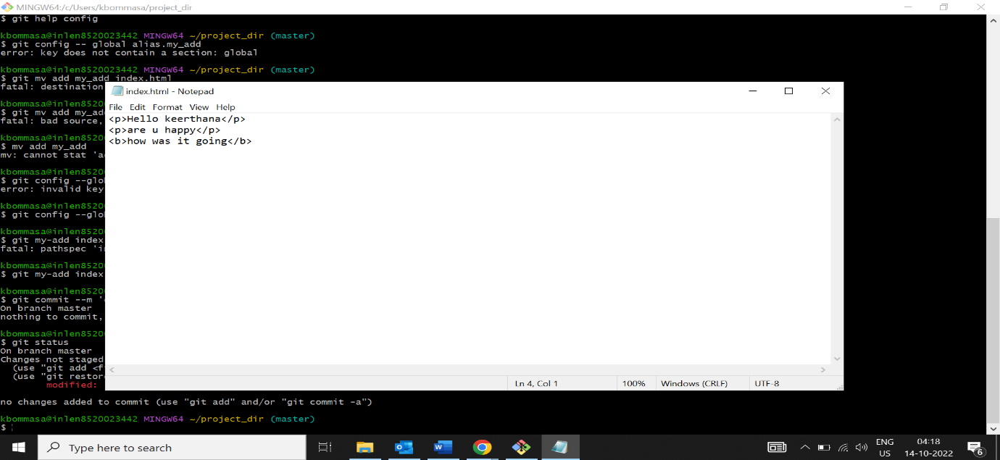 MINGW64:/c/Users/kbommasa/project_dir
$ git help config
kbommasa@inlen8520023442 MINGW64 ~/project_dir (master)
$ git config -- global alias.my_add
error: key does not contain a section: global
kbommasa@inlen8520023442 MINGW64 ~/project_dir (master)
$ git mv add my_add index.html
fatal: destination
kbommasa@inlen8520
$ git mv add my_ad
fatal: bad source,
kbommasa@inlen8520
$ mv add my_add
mv: cannot stat 'a
kbommasa@inlen8520
$ git config --glo
error: invalid key
kbommasa@inlen8520
$ git config --glo
kbommasa@inlen8520
$ git my-add index
fatal: pathspec 'i
kbommasa@inlen8520
$ git my-add index
kbommasa@inlen8520
$ git commit --m '
On branch master
nothing to commit,
kbommasa@inlen8520
$ git status
On branch master
Changes not staged
(use "git add <f
(use "git restor
modified:
no changes added to commit (use "git add" and/or "git commit -a")
kbommasa@inlen8520023442 MINGW64 ~/project_dir (master)
$
index.html - Notepad
File Edit Format View Help
<p>Hello keerthana</p>
<p>are u happy</p>
<b>how was it going</b>
Ln 4, Col 1 100% Windows (CRLF) UTF-8
Type here to search
ENG
US
04:18
14-10-2022
6